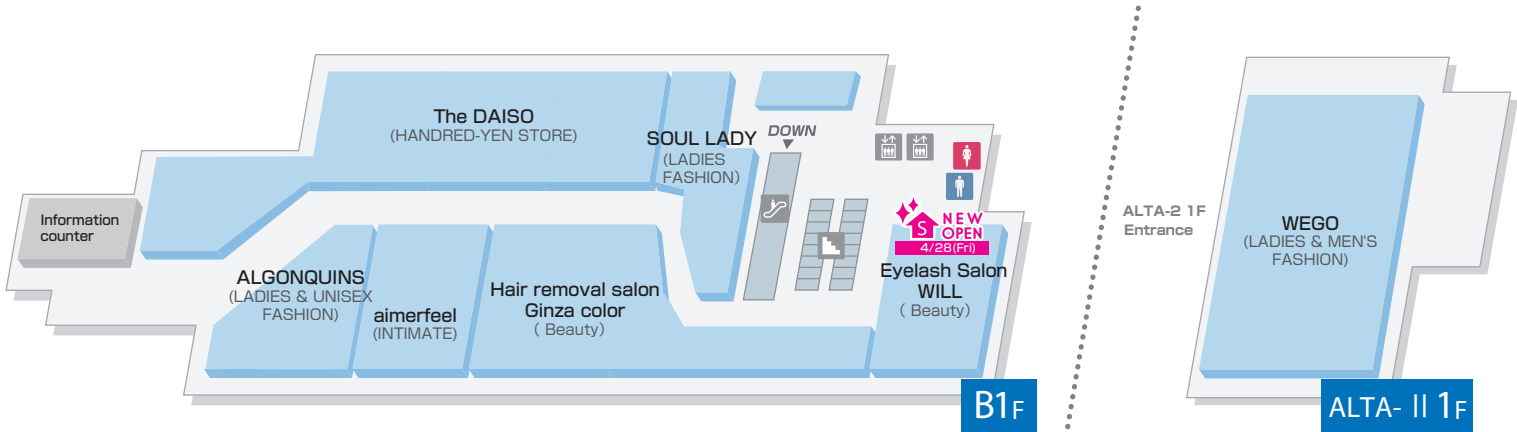 The DAISO
(HANDRED-YEN STORE)
SOUL LADY
(LADIES
FASHION)
DOWN
Information
counter
ALGONQUINS
(LADIES & UNISEX
FASHION)
aimerfeel
(INTIMATE)
Hair removal salon
Ginza color
( Beauty)
S
NEW
OPEN
4/28(Fri)
Eyelash Salon
WILL
( Beauty)
B1F
ALTA-2 1F
Entrance
WEGO
(LADIES & MEN'S
FASHION)
ALTA- II 1F